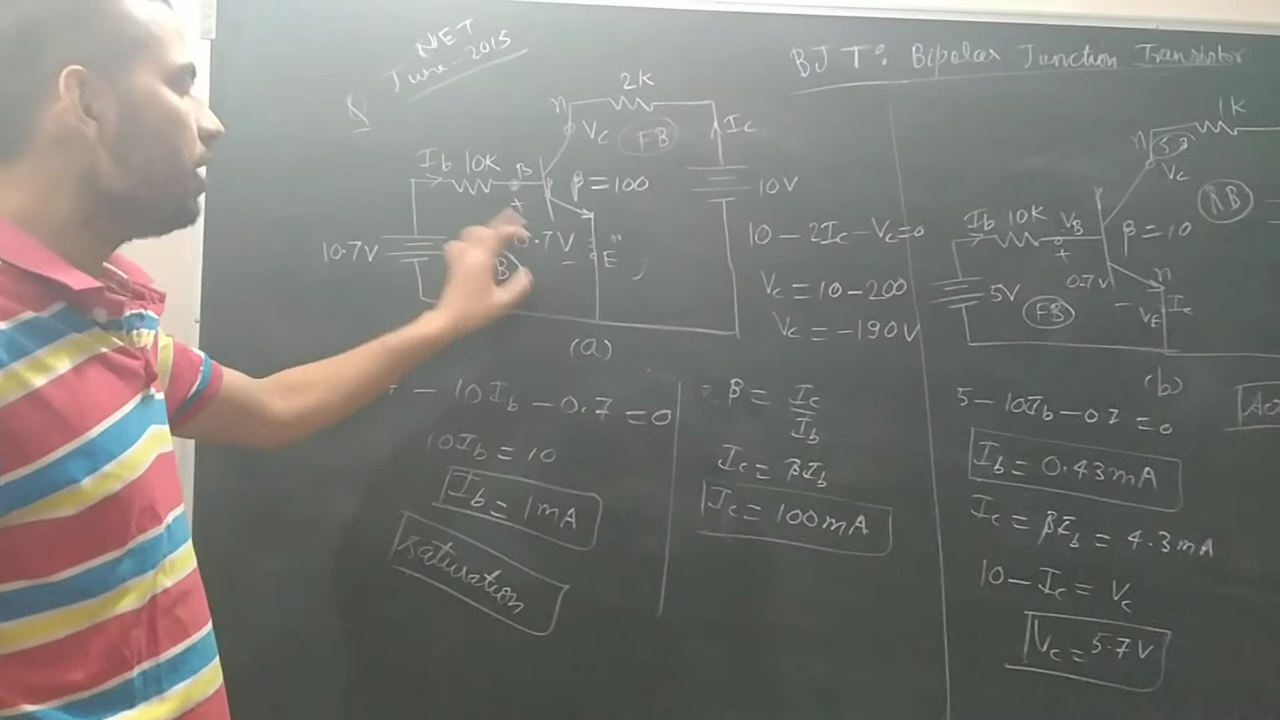 NET
June-2015
BJT: Bipolar Junction Transistor
Q
2K
n
Vc
FB
Ic
Ib 10K
B
+
β=100
10V
10.7V
0.7V
-
n
E
B
10-2Ic-Vc=0
Vc = 10-200
Vc = -190V
(a)
- 10Ib - 0.7 = 0
10Ib = 10
Ib = 1mA
saturation
β = Ic
Ib
Ic = βIb
Ic = 100mA
1K
n
5.7
Vc
RB
Ib 10K
VB
+
β=10
5V
FB
0.7V
-
n
VE
Ic
(b)
5-10Ib-0.7=0
Ib = 0.43mA
Ic = βIb = 4.3mA
10-Ic = Vc
Vc = 5.7V